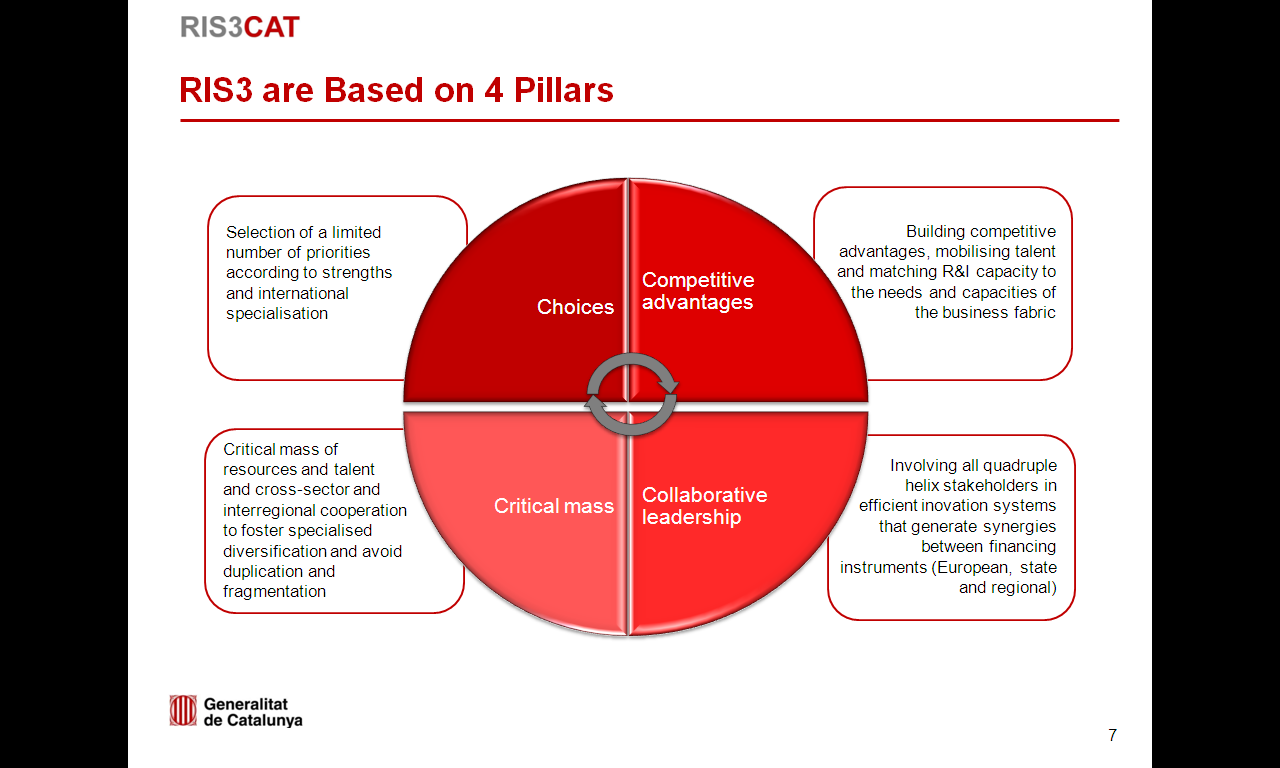 RIS3CAT
RIS3 are Based on 4 Pillars
Selection of a limited
number of priorities
according to strengths
and international
specialisation
Choices
Competitive
advantages
Building competitive
advantages, mobilising talent
and matching R&I capacity to
the needs and capacities of
the business fabric
Critical mass of
resources and talent
and cross-sector and
interregional cooperation
to foster specialised
diversification and avoid
duplication and
fragmentation
Critical mass
Collaborative
leadership
Involving all quadruple
helix stakeholders in
efficient inovation systems
that generate synergies
between financing
instruments (European, state
and regional)
Generalitat
de Catalunya
7